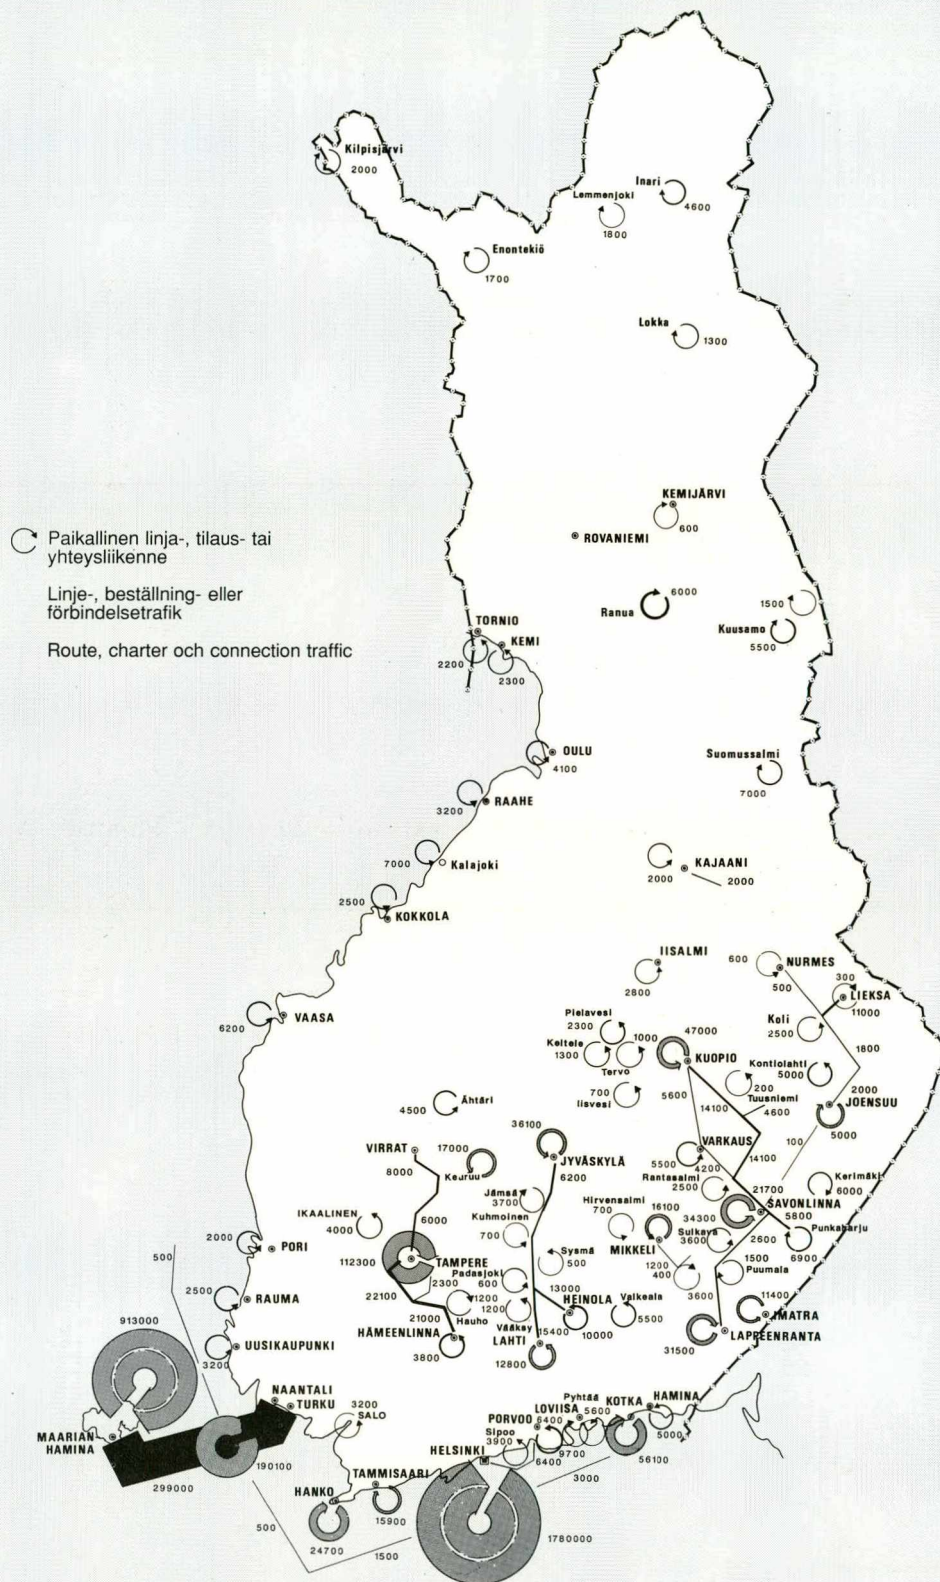 Kilpisjärvi
2000
Inari
4600
Lemmenjoki
1800
Enontekiö
1700
Lokka
1300
KEMIJÄRVI
600
ROVANIEMI
Paikallinen linja-, tilaus- tai
yhteysliikenne
Linje-, beställning- eller
förbindelsetrafik
Route, charter och connection traffic
6000
Ranua
1500
Kuusamo
5500
TORNIO
KEMI
2200
2300
OULU
4100
Suomussalmi
7000
3200
RAAHE
7000
Kalajoki
KAJAANI
2000
2000
2500
KOKKOLA
IISALMI
2800
600
NURMES
500
300
LIEKSA
11000
6200
VAASA
Pielavesi
2300
Keitele
1300
1000
Tervo
47000
KUOPIO
Koli
2500
1800
Kontiolahti
5000
700
Iisvesi
5600
14100
200
Tuusniemi
4600
2000
JOENSUU
5000
100
Ähtäri
4500
VIRRAT
8000
17000
Keuruu
36100
JYVÄSKYLÄ
6200
VARKAUS
5500
4200
14100
Rantasalmi
2500
21700
Kerimäki
6000
Jämsä
3700
Hirvensalmi
700
16100
34300
SAVONLINNA
5800
IKAALINEN
4000
6000
Kuhmoinen
700
MIKKELI
Sulkava
3600
2600
Punkaharju
6900
2000
PORI
500
112300
TAMPERE
2300
Sysmä
500
1200
400
1500
Puumala
Padasjoki
600
22100
1200
Hauho
13000
3600
2500
RAUMA
21000
1200
Vääksy
HEINOLA
10000
Valkeala
5500
11400
IMATRA
913000
HÄMEENLINNA
3800
LAHTI
15400
12800
LAPPEENRANTA
31500
3200
UUSIKAUPUNKI
NAANTALI
TURKU
3200
SALO
Pyhtää
KOTKA
HAMINA
LOVIISA
5600
5000
PORVOO
6400
Sipoo
3900
6400
9700
56100
MAARIAN
HAMINA
299000
190100
HELSINKI
3000
TAMMISAARI
15900
HANKO
24700
500
1500
1780000